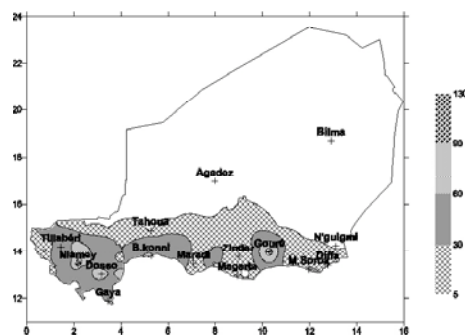 24
22
20
18
16
14
12
0 2 4 6 8 10 12 14 16
Bilma
Agadez
Tahoua
Tillabéri
N'guigmi
Niamey
B.konni
Maradi
Zinder
Gouré
Diffa
Dosso
Magaria
M.Soroa
Gaya
130
90
60
30
5